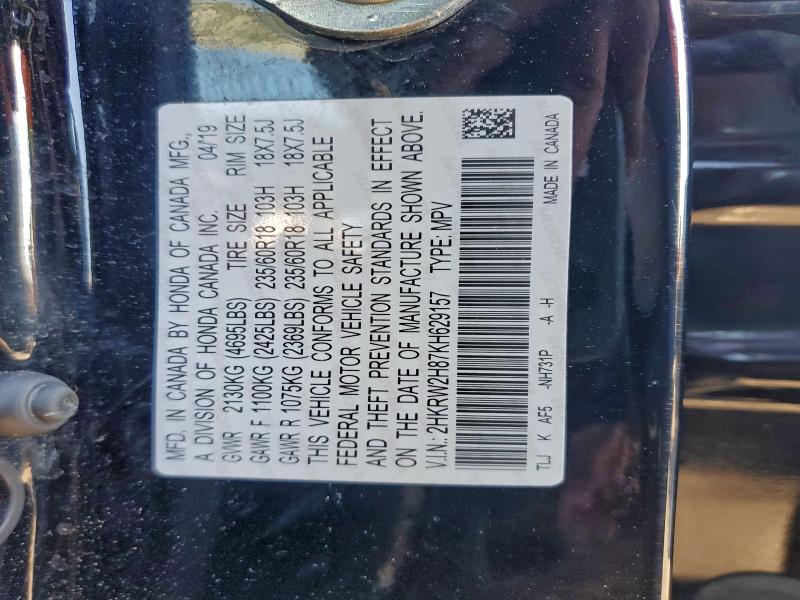 MFD. IN CANADA BY HONDA OF CANADA MFG.,
A DIVISION OF HONDA CANADA INC. 04/19
GVWR 2130KG (4695LBS) TIRE SIZE RIM SIZE
GAWR F 1100KG (2425LBS) 235/60R18 103H 18X7.5J
GAWR R 1075KG (2369LBS) 235/60R18 103H 18X7.5J
THIS VEHICLE CONFORMS TO ALL APPLICABLE
FEDERAL MOTOR VEHICLE SAFETY
AND THEFT PREVENTION STANDARDS IN EFFECT
ON THE DATE OF MANUFACTURE SHOWN ABOVE.
V.I.N.: 2HKRW2H87KH629157 TYPE: MPV
TLJ K AF5 -NH731P -A -H MADE IN CANADA